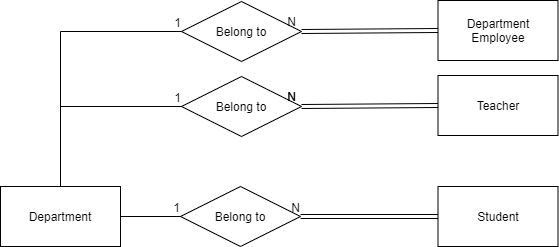 1
Belong to
N
Department
Employee
1
Belong to
N
Teacher
Department
1
Belong to
N
Student